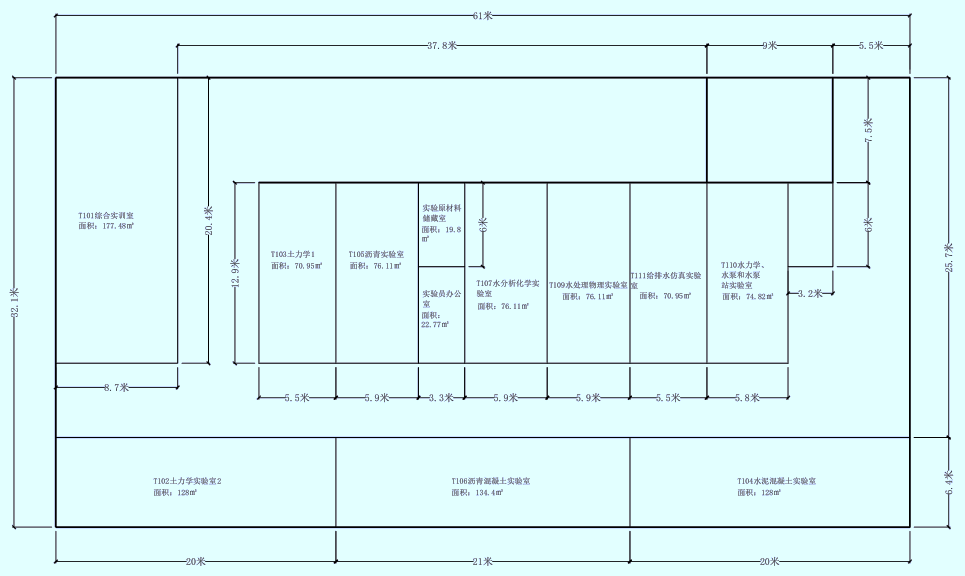 61米
37.8米
9米
5.5米
7.5米
T101综合实训室
面积：177.48㎡
20.4米
实验原材料
储藏室
面积：19.8
㎡
6米
6米
25.7米
T103土力学1
面积：70.95㎡
T105沥青实验室
面积：76.11㎡
12.9米
实验员办公
室
面积：
22.77㎡
T107水分析化学实
验室
面积：76.11㎡
T109水处理物理实验室
面积：76.11㎡
T111给排水仿真实验
室
面积：70.95㎡
T110水力学、
水泵和水泵
站实验室
面积：74.82㎡
3.2米
32.1米
8.7米
5.5米
5.9米
3.3米
5.9米
5.9米
5.5米
5.8米
T102土力学实验室2
面积：128㎡
T106沥青混凝土实验室
面积：134.4㎡
T104水泥混凝土实验室
面积：128㎡
6.4米
20米
21米
20米